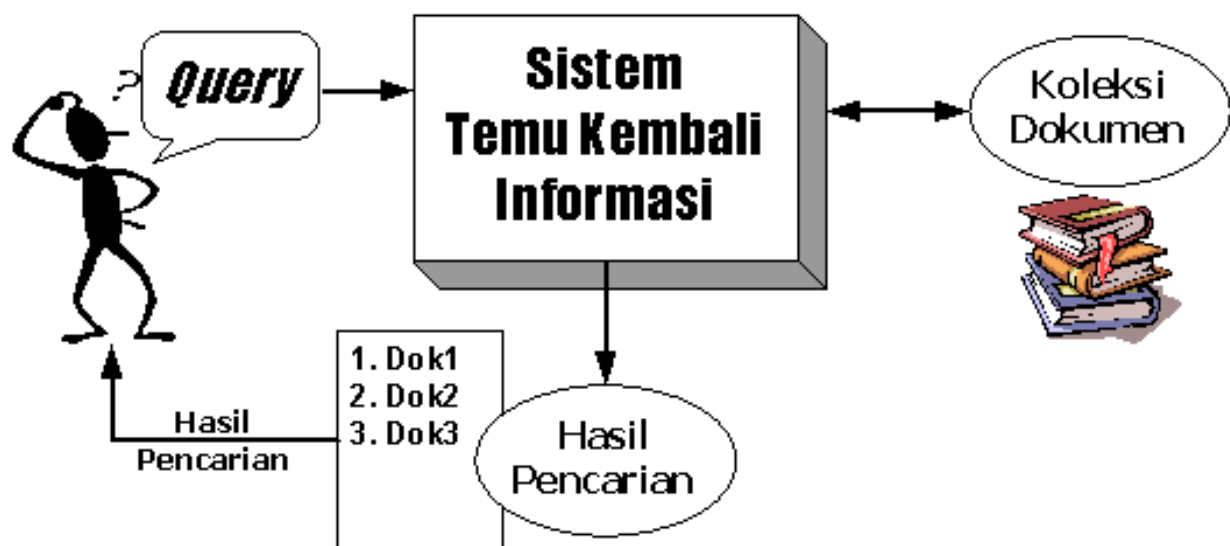 ?
Query
Sistem
Temu Kembali
Informasi
Koleksi
Dokumen
1. Dok1
2. Dok2
3. Dok3
Hasil
Pencarian
Hasil
Pencarian